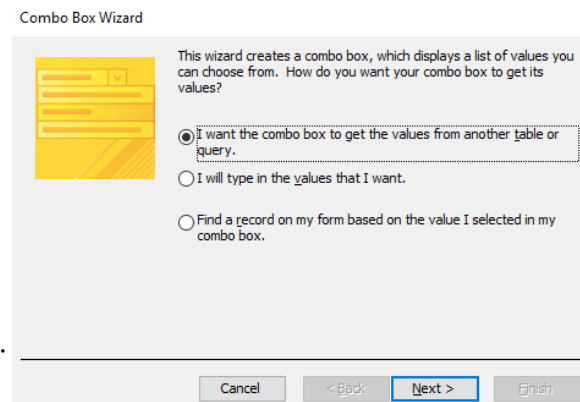 Combo Box Wizard
This wizard creates a combo box, which displays a list of values you
can choose from.  How do you want your combo box to get its
values?
I want the combo box to get the values from another table or
query.
I will type in the values that I want.
Find a record on my form based on the value I selected in my
combo box.
.
Cancel
< Back
Next >
Finish